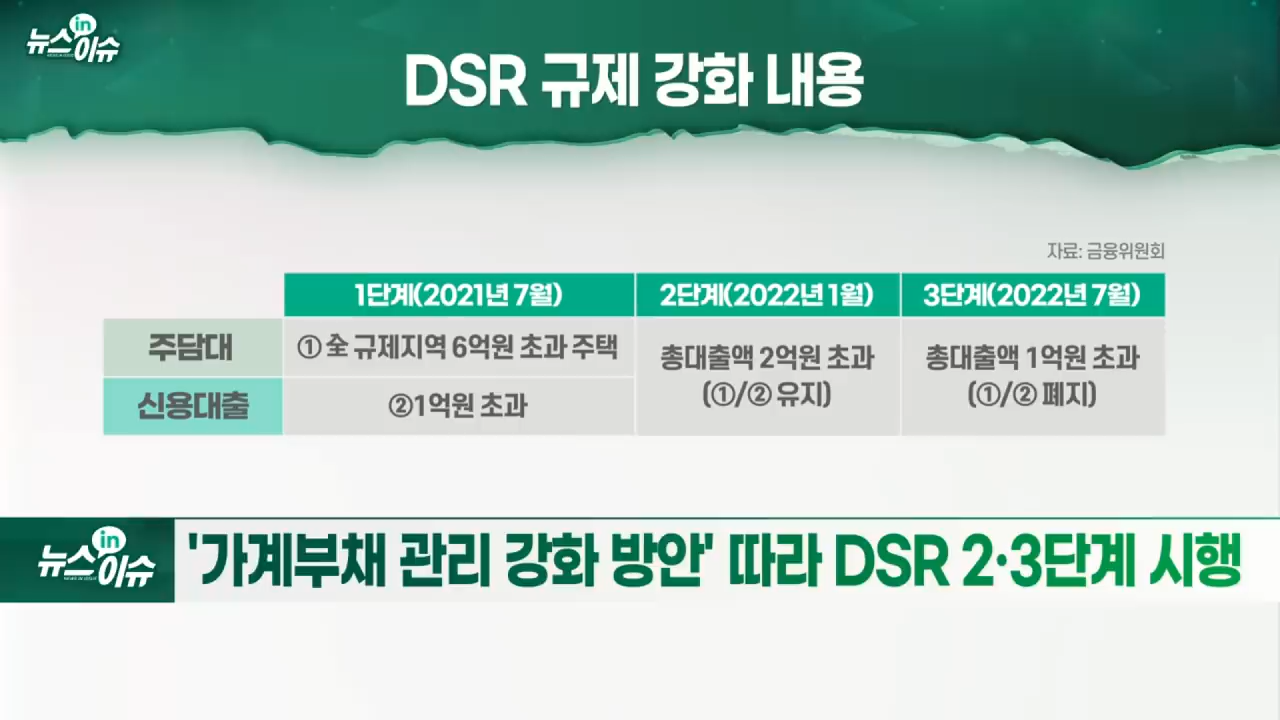 뉴스in이슈
DSR 규제 강화 내용
자료: 금융위원회
1단계(2021년 7월) 2단계(2022년 1월) 3단계(2022년 7월)
주담대 ① 全 규제지역 6억원 초과 주택
총대출액 2억원 초과 총대출액 1억원 초과
(①/② 유지) (①/② 폐지)
신용대출 ②1억원 초과
뉴스in이슈
'가계부채 관리 강화 방안' 따라 DSR 2·3단계 시행